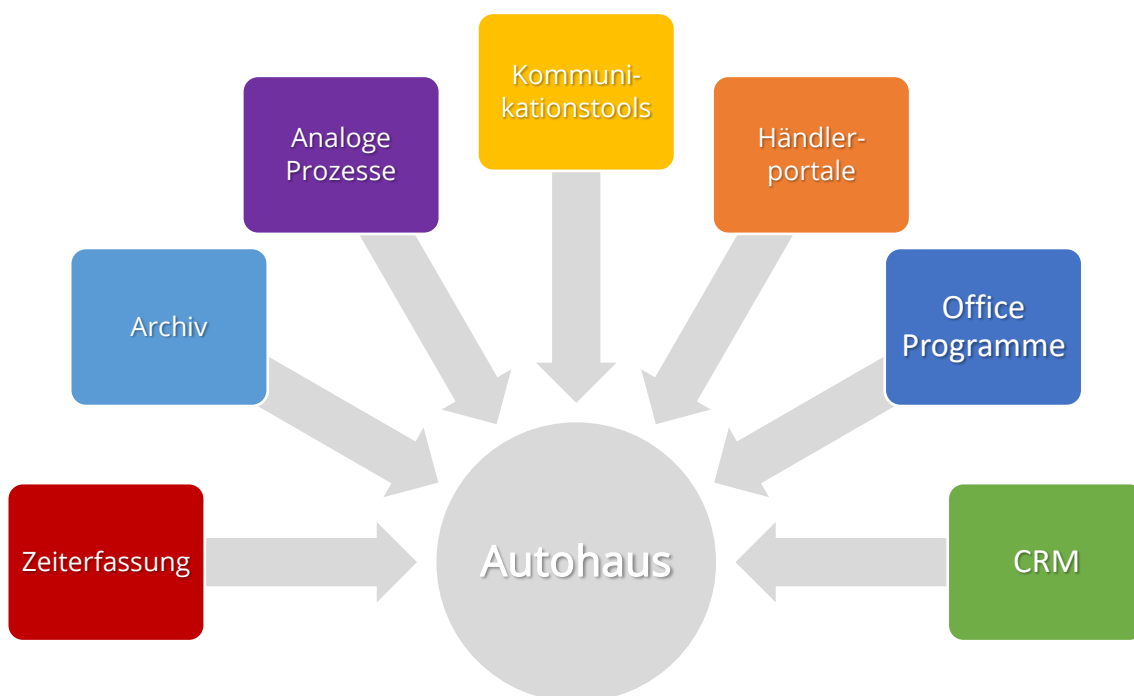 Kommuni-
kationstools
Analoge
Prozesse
Händler-
portale
Archiv
Office
Programme
Zeiterfassung
Autohaus
CRM